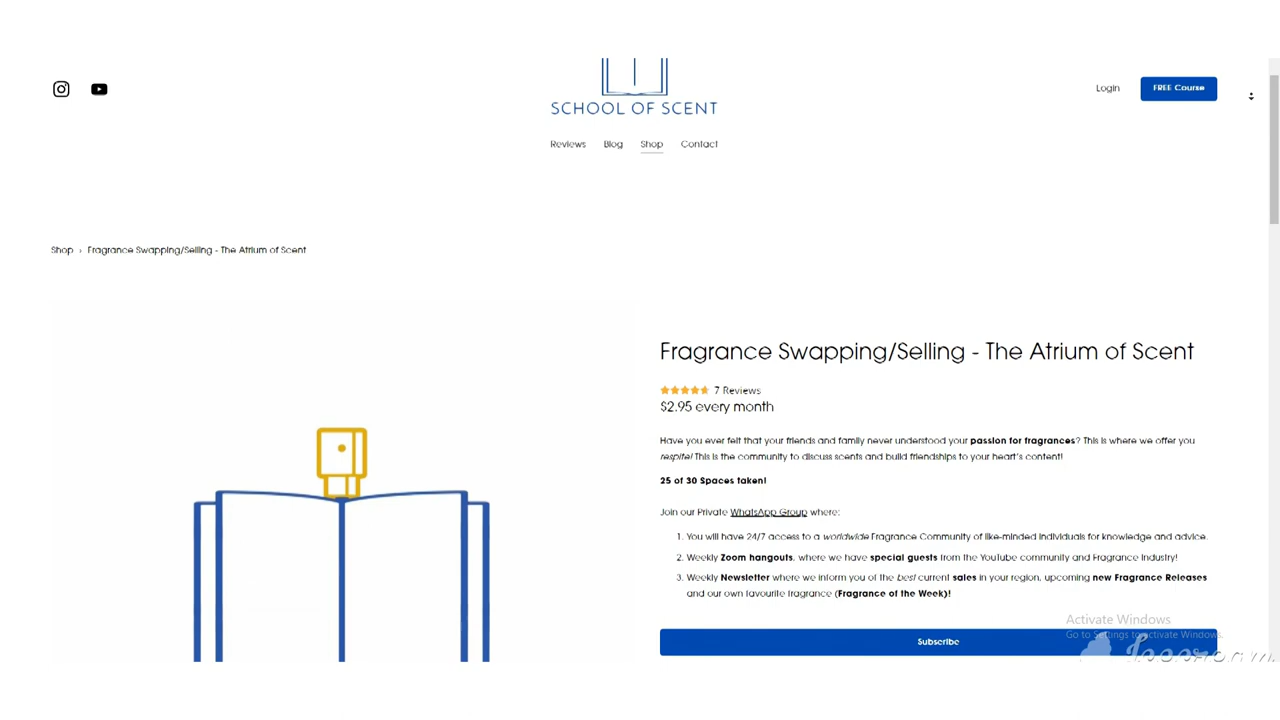 SCHOOL OF SCENT
Login
FREE Course
Reviews Blog Shop Contact
Shop › Fragrance Swapping/Selling - The Atrium of Scent
Fragrance Swapping/Selling - The Atrium of Scent
7 Reviews
$2.95 every month
Have you ever felt that your friends and family never understood your passion for fragrances? This is where we offer you
respite! This is the community to discuss scents and build friendships to your heart's content!
25 of 30 Spaces taken!
Join our Private WhatsApp Group where:
1. You will have 24/7 access to a worldwide Fragrance Community of like-minded individuals for knowledge and advice.
2. Weekly Zoom hangouts, where we have special guests from the YouTube community and Fragrance Industry!
3. Weekly Newsletter where we inform you of the best current sales in your region, upcoming new Fragrance Releases
and our own favourite fragrance (Fragrance of the Week)!
Subscribe
Activate Windows
Go to Settings to activate Windows.